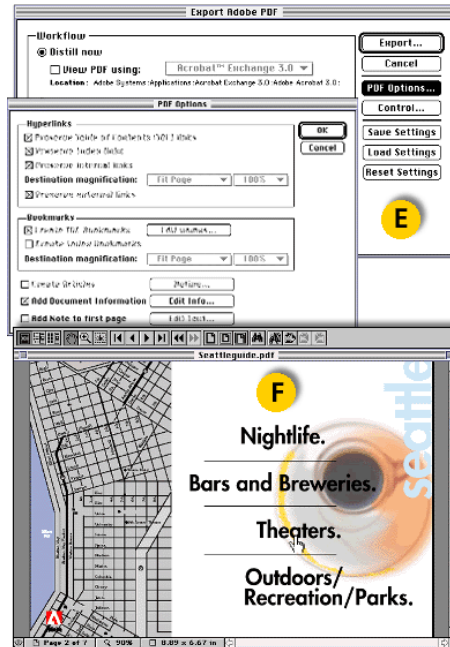 Export Adobe PDF
Workflow
Distill now
View PDF using: Acrobat™ Exchange 3.0
Location: Adobe Systems:Applications:Acrobat Exchange 3.0:Adobe Acrobat 3.0:
Export...
Cancel
PDF Options...
Control...
Save Settings
Load Settings
Reset Settings
E
PDF Options
Hyperlinks
Preserve Table of Contents (TOC) links
Preserve Index links
Preserve internal links
Destination magnification: Fit Page 100%
Preserve external links
OK
Cancel
Bookmarks
Create TOC Bookmarks
Create Index Bookmarks
Destination magnification: Fit Page 100%
Create Articles Define...
Add Document Information Edit Info...
Add Note to first page Edit Text...
Seattleguide.pdf
F
seattle
Nightlife.
Bars and Breweries.
Theaters.
Outdoors/
Recreation/Parks.
Adobe
Page 2 of 7 90% 8.89 x 6.67 in